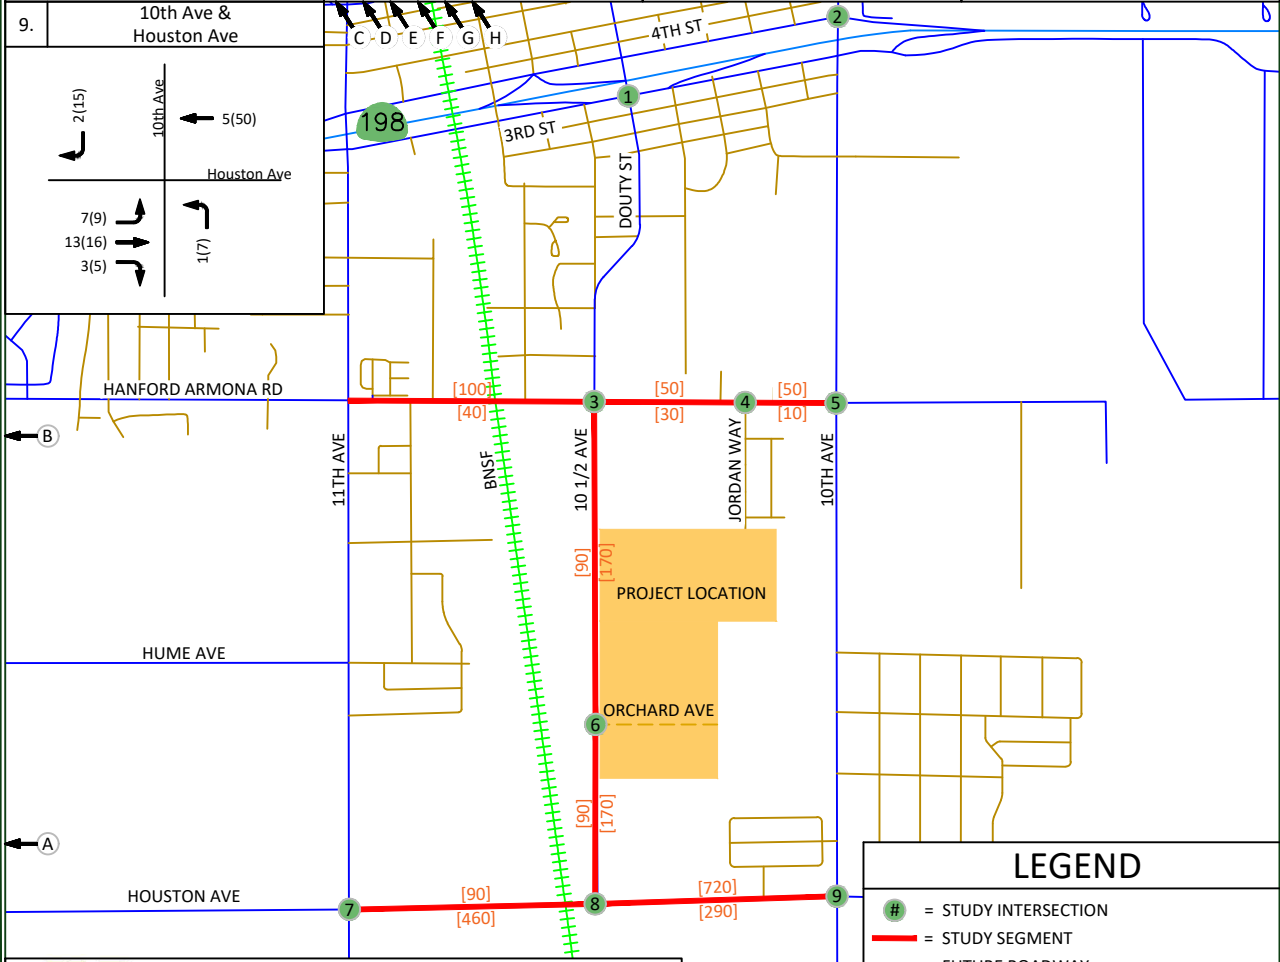 9.
10th Ave &
Houston Ave
2(15)
10th Ave
5(50)
Houston Ave
7(9)
13(16)
3(5)
1(7)
C D E F G H
4TH ST
2
1
198
3RD ST
DOUTY ST
HANFORD ARMONA RD
[100]
[40]
3
[50]
[30]
4
[50]
[10]
5
B
11TH AVE
BNSF
10 1/2 AVE
JORDAN WAY
10TH AVE
[90]
[170]
PROJECT LOCATION
HUME AVE
ORCHARD AVE
6
[90]
[170]
A
HOUSTON AVE
7
[90]
[460]
8
[720]
[290]
9
LEGEND
# = STUDY INTERSECTION
= STUDY SEGMENT
FUTURE ROADWAY